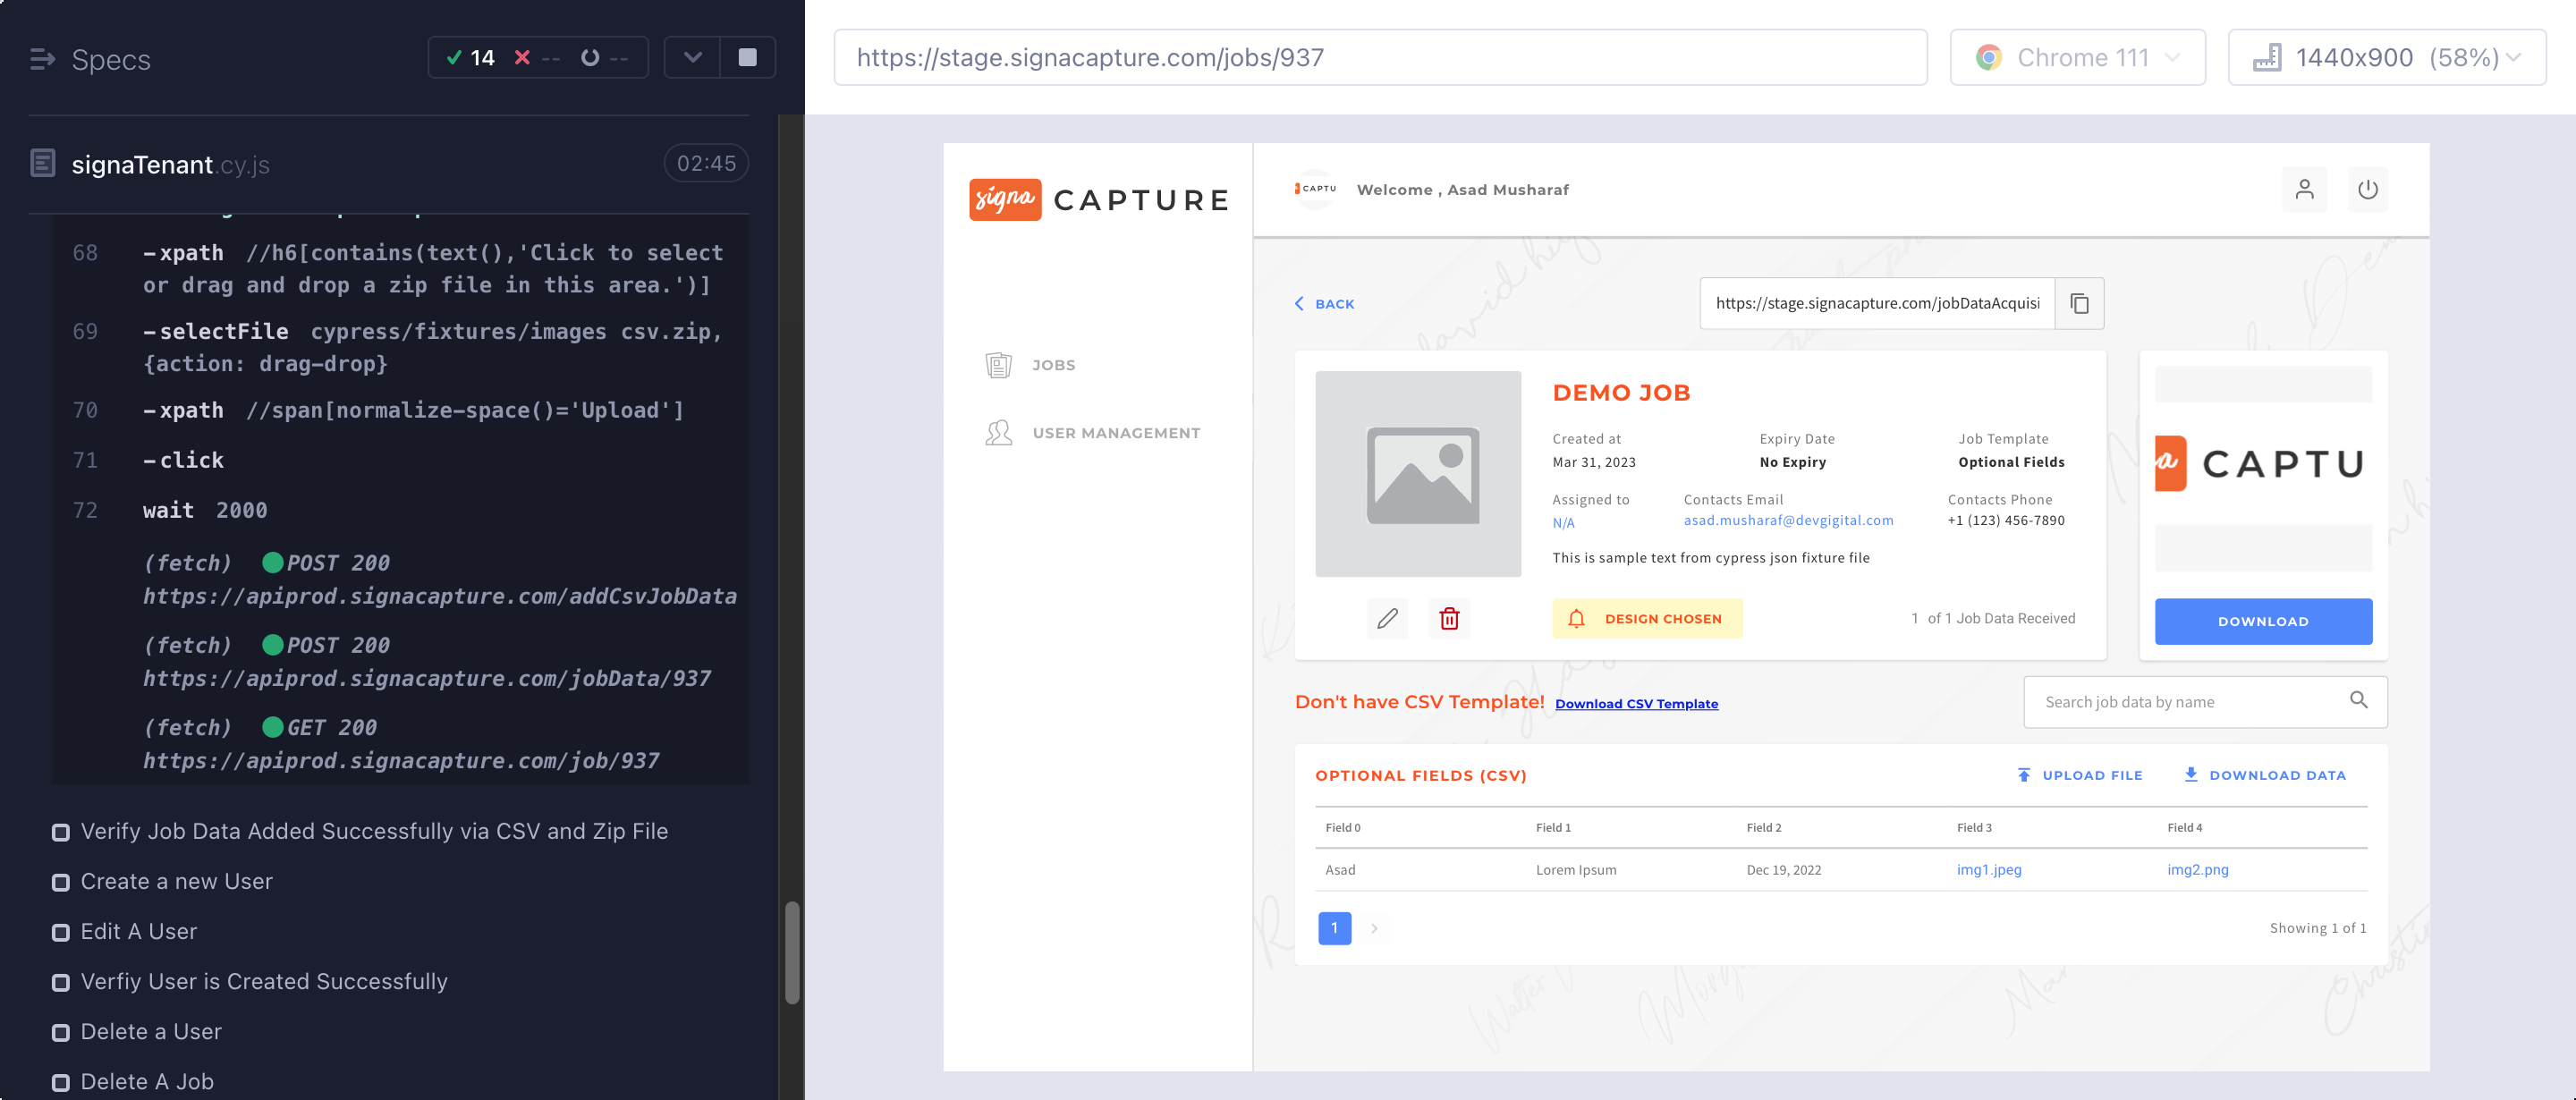 Specs
14 -- --
https://stage.signacapture.com/jobs/937
Chrome 111
1440x900 (58%)
signaTenant.cy.js
02:45
68 -xpath //h6[contains(text(),'Click to select
or drag and drop a zip file in this area.')]
69 -selectFile cypress/fixtures/images csv.zip,
{action: drag-drop}
70 -xpath //span[normalize-space()='Upload']
71 -click
72 wait 2000
(fetch) POST 200
https://apiprod.signacapture.com/addCsvJobData
(fetch) POST 200
https://apiprod.signacapture.com/jobData/937
(fetch) GET 200
https://apiprod.signacapture.com/job/937
Verify Job Data Added Successfully via CSV and Zip File
Create a new User
Edit A User
Verfiy User is Created Successfully
Delete a User
Delete A Job
signa CAPTURE
JOBS
USER MANAGEMENT
CAPTU
Welcome , Asad Musharaf
BACK
https://stage.signacapture.com/jobDataAcquisi
DEMO JOB
Created at
Mar 31, 2023
Expiry Date
No Expiry
Job Template
Optional Fields
Assigned to
N/A
Contacts Email
asad.musharaf@devgigital.com
Contacts Phone
+1 (123) 456-7890
This is sample text from cypress json fixture file
DESIGN CHOSEN
1 of 1 Job Data Received
a CAPTU
DOWNLOAD
Don't have CSV Template! Download CSV Template
Search job data by name
OPTIONAL FIELDS (CSV)
UPLOAD FILE
DOWNLOAD DATA
Field 0 Field 1 Field 2 Field 3 Field 4
Asad Lorem Ipsum Dec 19, 2022 img1.jpeg img2.png
1
Showing 1 of 1